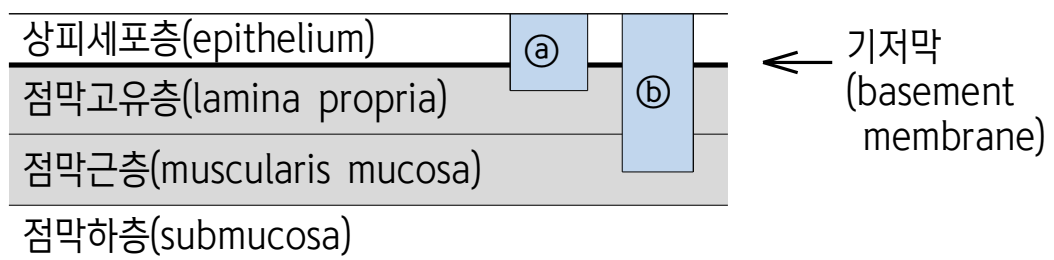 상피세포층(epithelium)
ⓐ
기저막
(basement
membrane)
점막고유층(lamina propria)
ⓑ
점막근층(muscularis mucosa)
점막하층(submucosa)